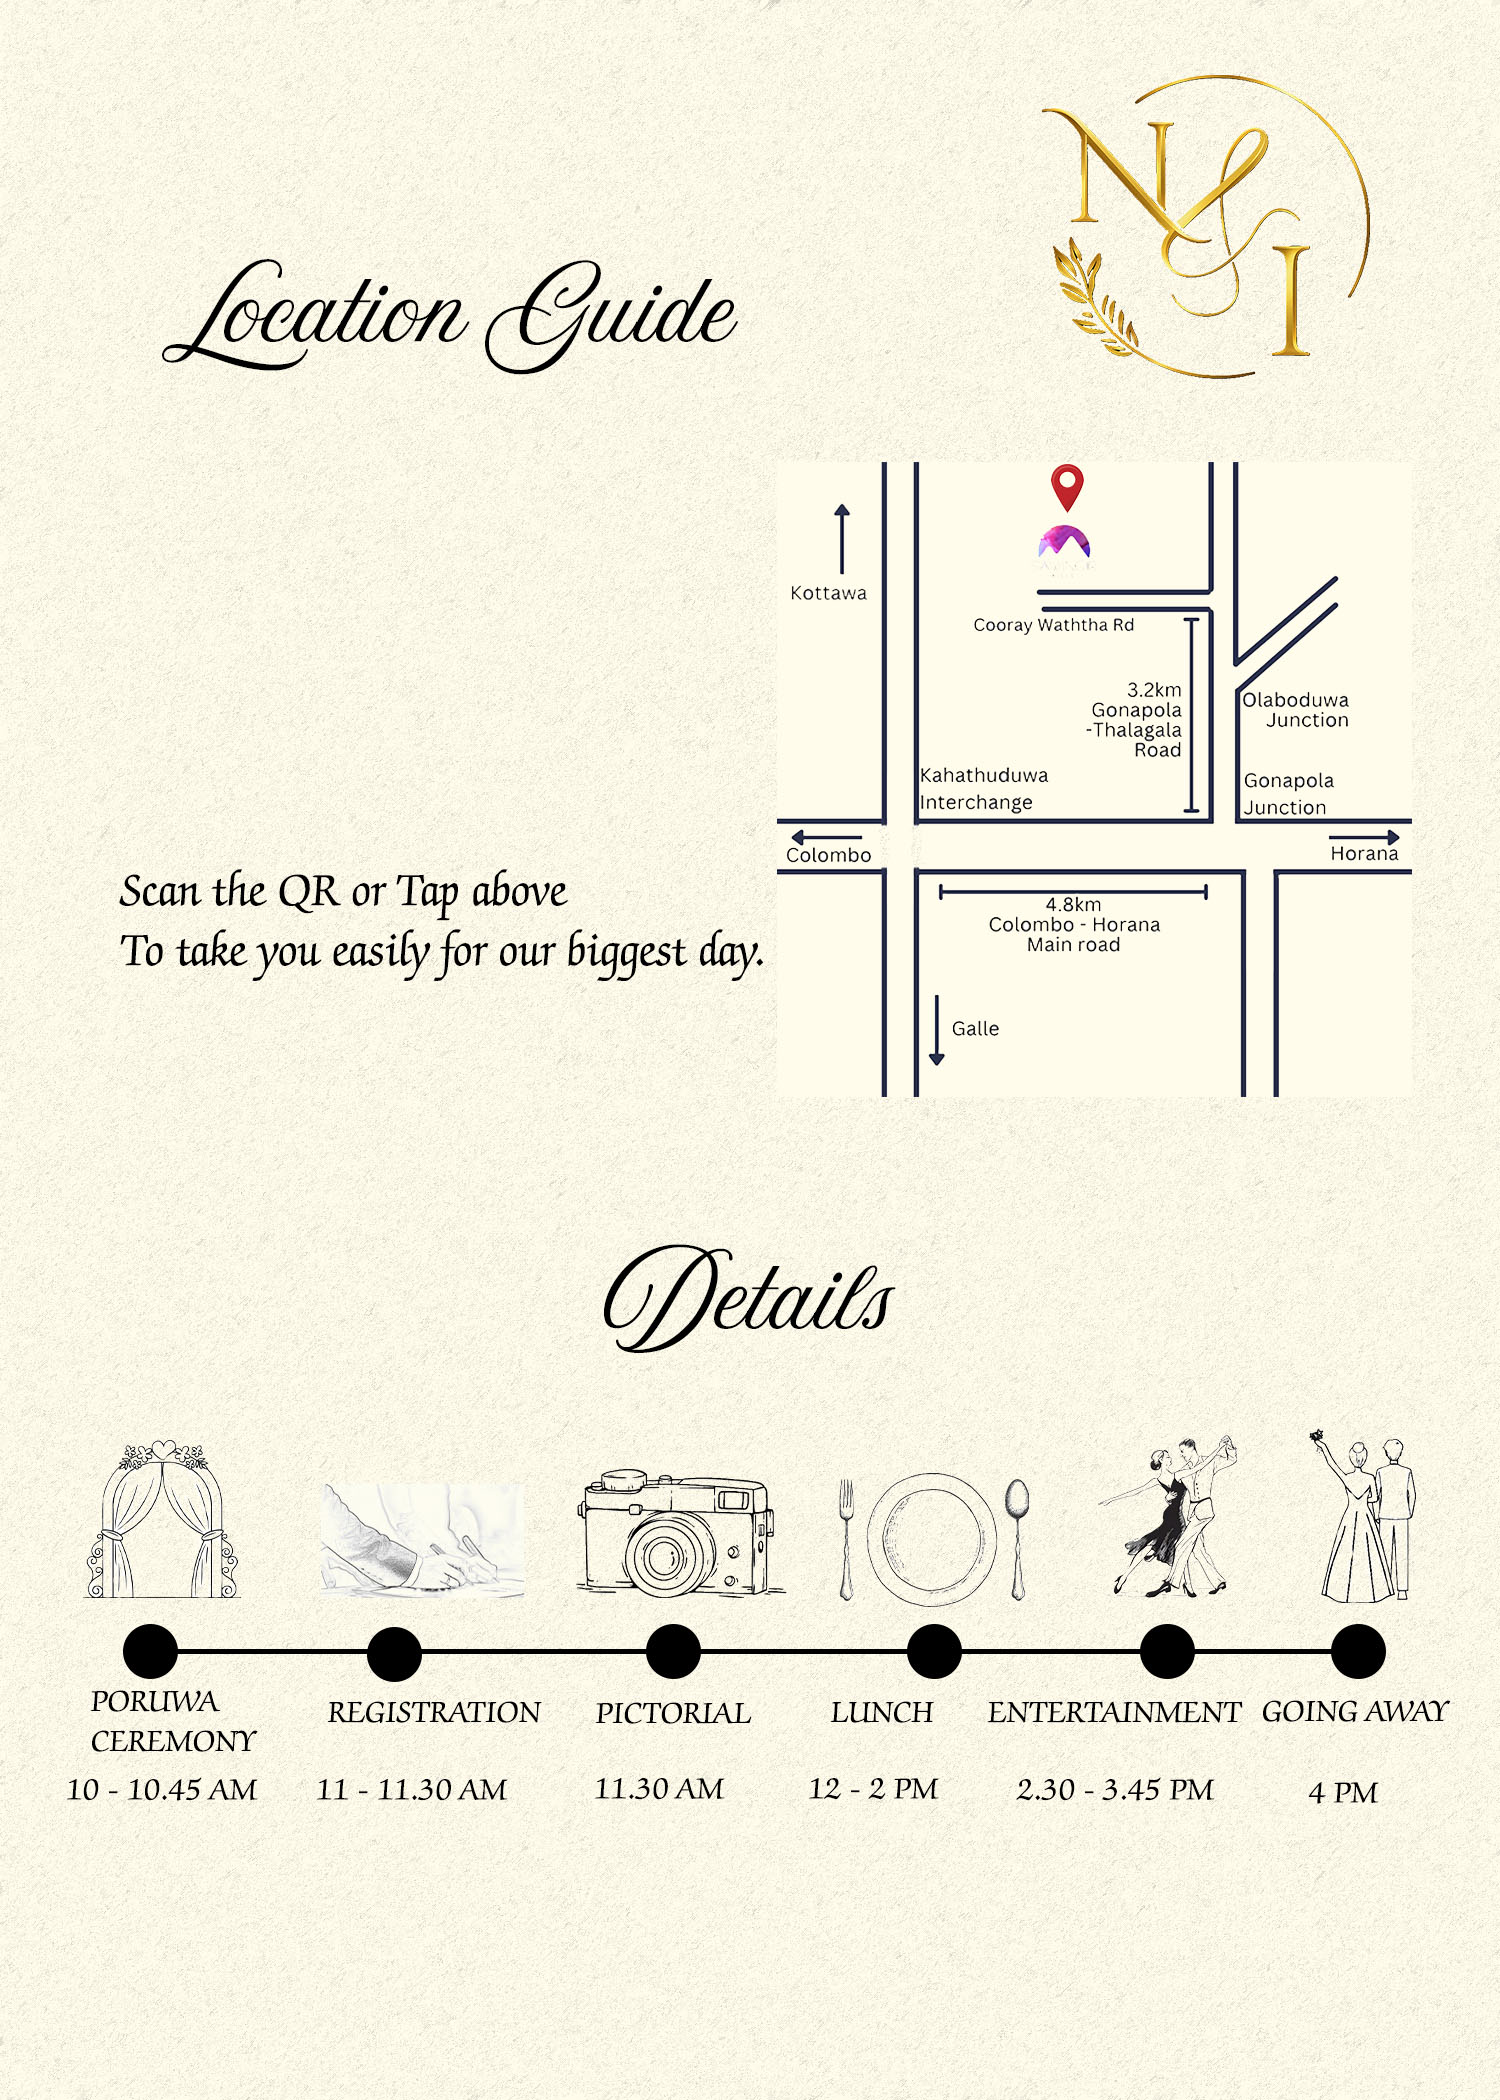 N & I
Location Guide
Kottawa
Cooray Waththa Rd
3.2km
Gonapola
-Thalagala
Road
Olaboduwa
Junction
Kahathuduwa
Interchange
Gonapola
Junction
Colombo
Horana
4.8km
Colombo - Horana
Main road
Galle
Scan the QR or Tap above
To take you easily for our biggest day.
Details
PORUWA
CEREMONY
10 - 10.45 AM
REGISTRATION
11 - 11.30 AM
PICTORIAL
11.30 AM
LUNCH
12 - 2 PM
ENTERTAINMENT
2.30 - 3.45 PM
GOING AWAY
4 PM